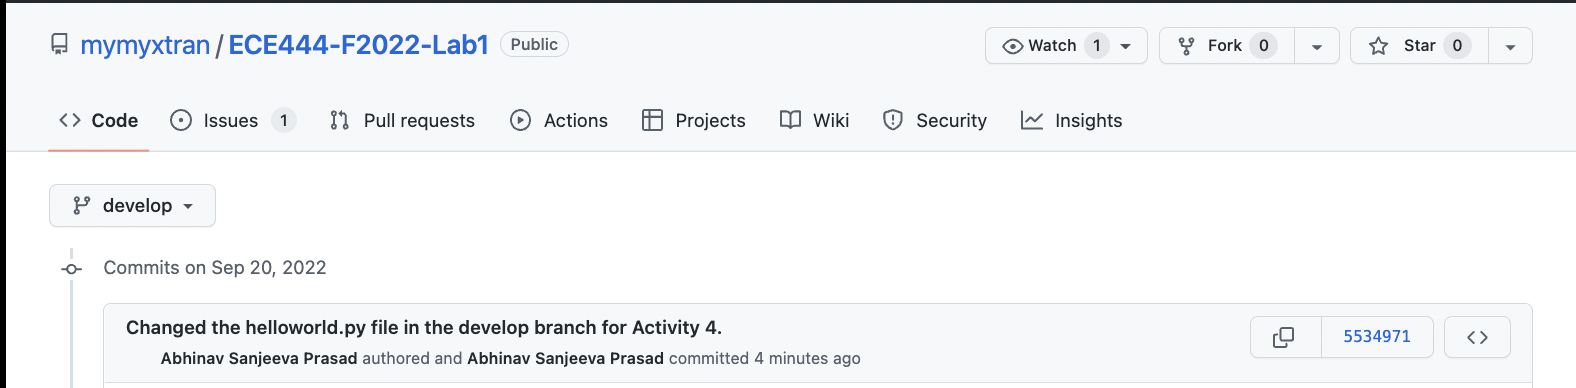 mymyxtran / ECE444-F2022-Lab1 Public Watch 1 Fork 0 Star 0
Code Issues 1 Pull requests Actions Projects Wiki Security Insights
develop
Commits on Sep 20, 2022
Changed the helloworld.py file in the develop branch for Activity 4.
5534971
Abhinav Sanjeeva Prasad authored and Abhinav Sanjeeva Prasad committed 4 minutes ago